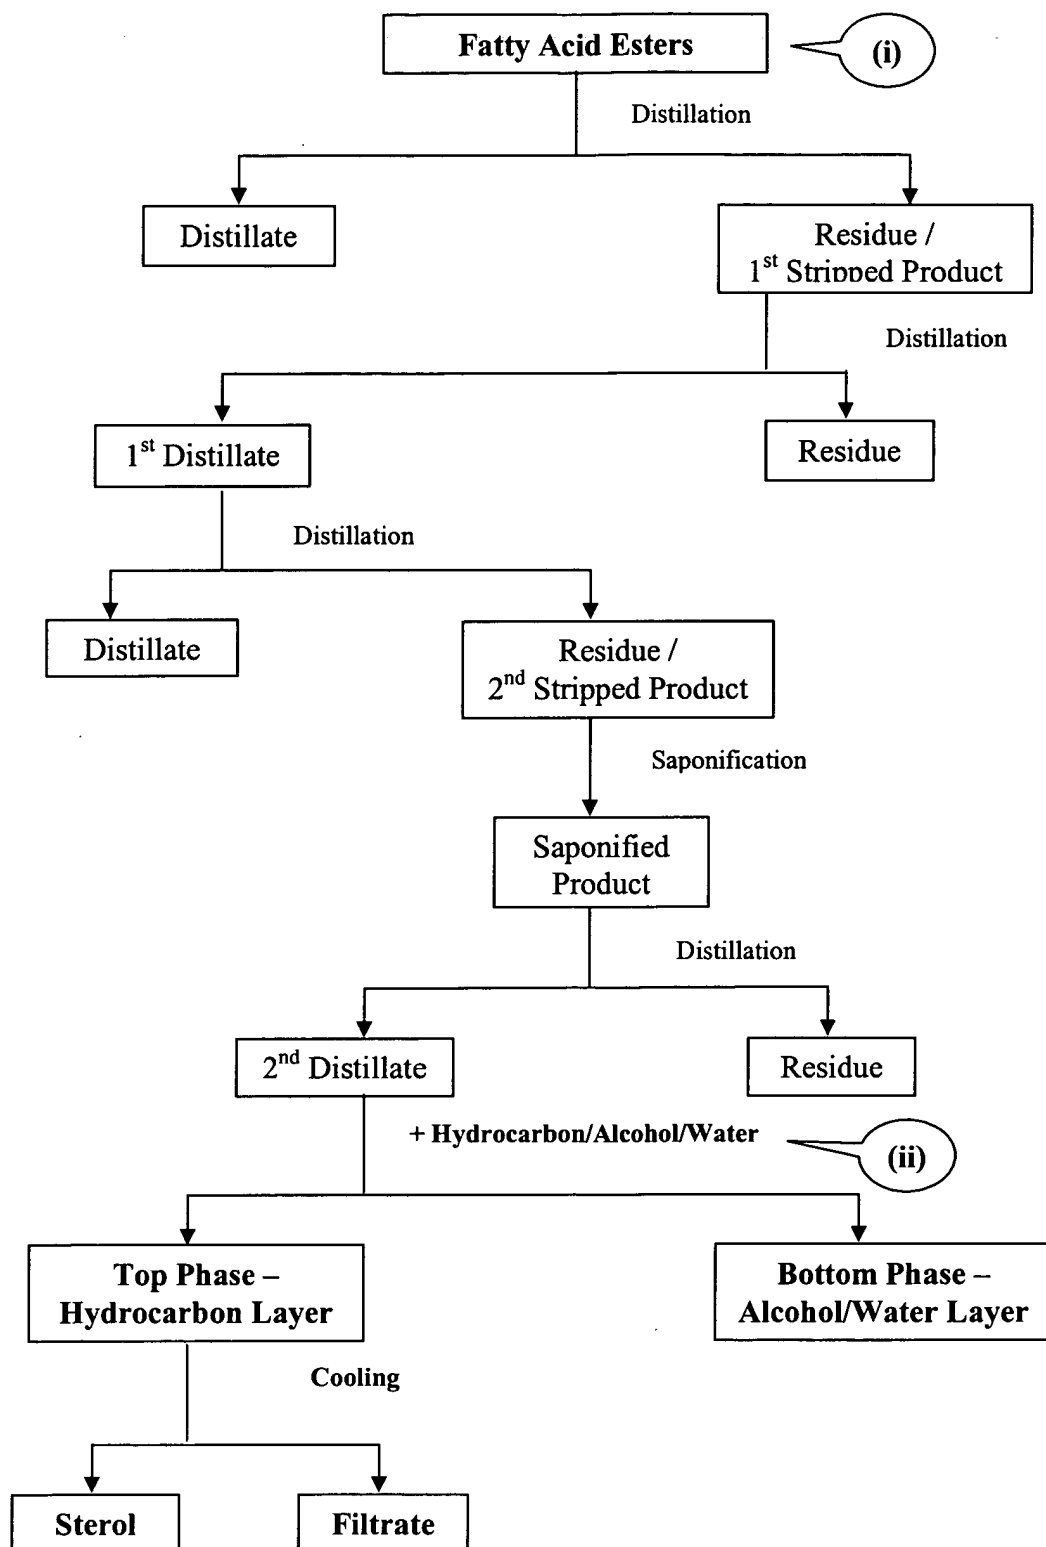 Fatty Acid Esters
(i)
Distillation
Distillate
Residue /
1st Stripped Product
Distillation
1st Distillate
Residue
Distillation
Distillate
Residue /
2nd Stripped Product
Saponification
Saponified
Product
Distillation
2nd Distillate
Residue
+ Hydrocarbon/Alcohol/Water
(ii)
Top Phase –
Hydrocarbon Layer
Bottom Phase –
Alcohol/Water Layer
Cooling
Sterol
Filtrate